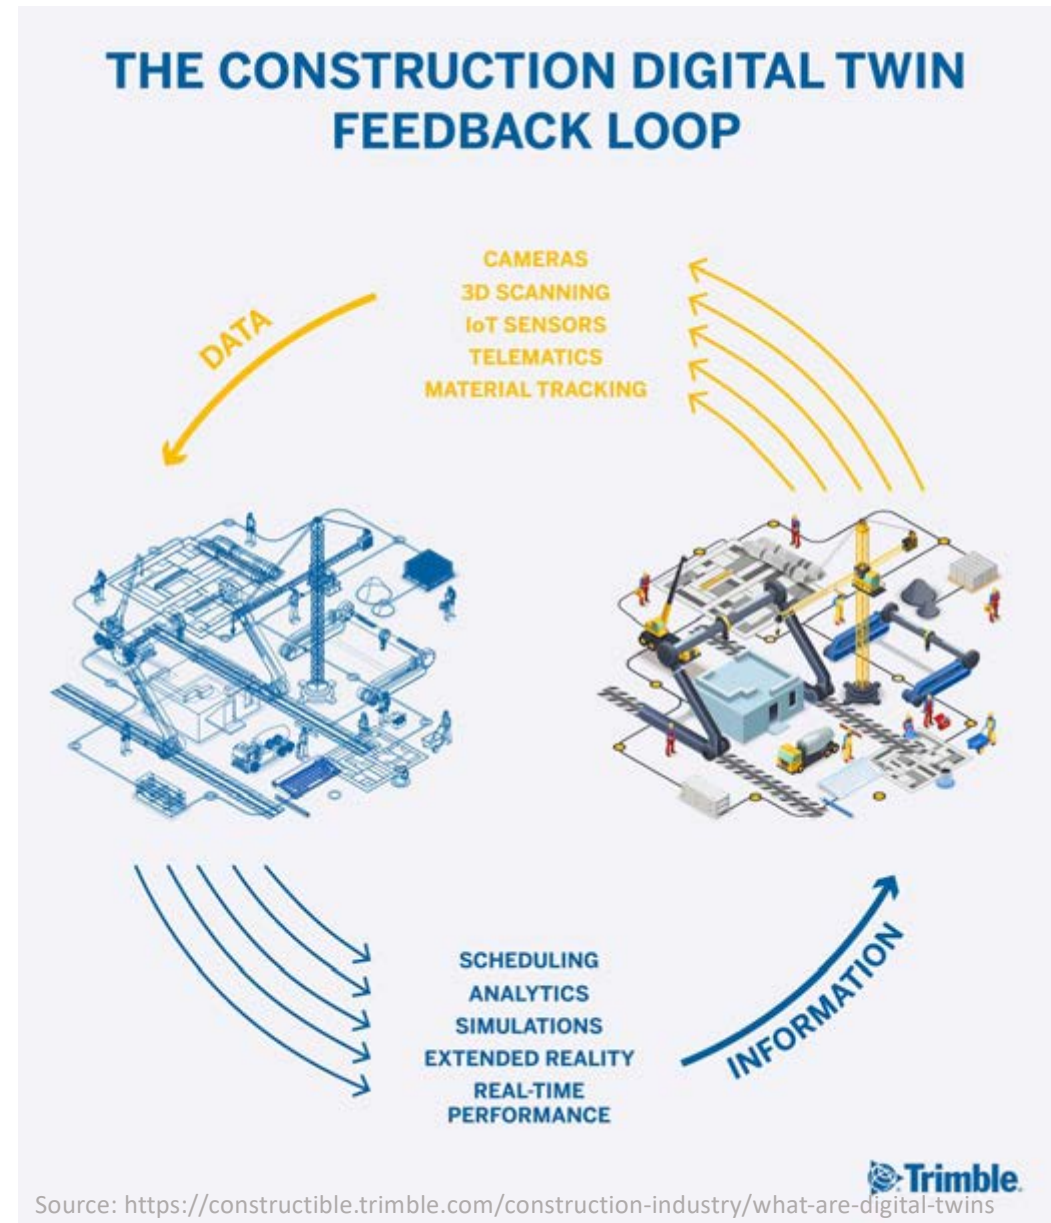 THE CONSTRUCTION DIGITAL TWIN
FEEDBACK LOOP
CAMERAS
3D SCANNING
IoT SENSORS
TELEMATICS
MATERIAL TRACKING
DATA
SCHEDULING
ANALYTICS
SIMULATIONS
EXTENDED REALITY
REAL-TIME
PERFORMANCE
INFORMATION
Trimble
Source: https://constructible.trimble.com/construction-industry/what-are-digital-twins